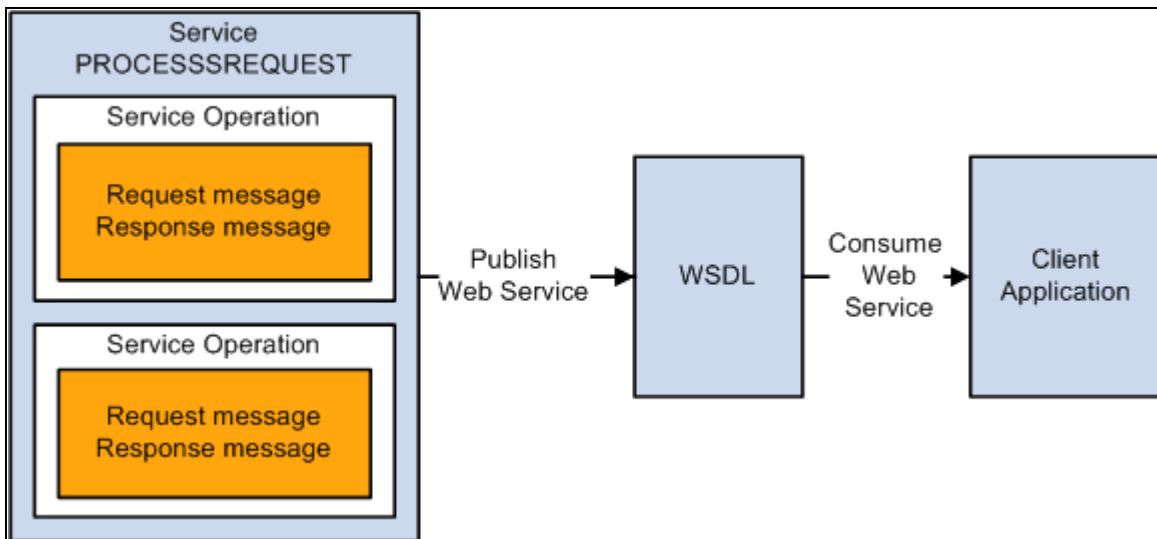 Service
PROCESSSREQUEST
Service Operation
Request message
Response message
Service Operation
Request message
Response message
Publish
Web Service
WSDL
Consume
Web
Service
Client
Application